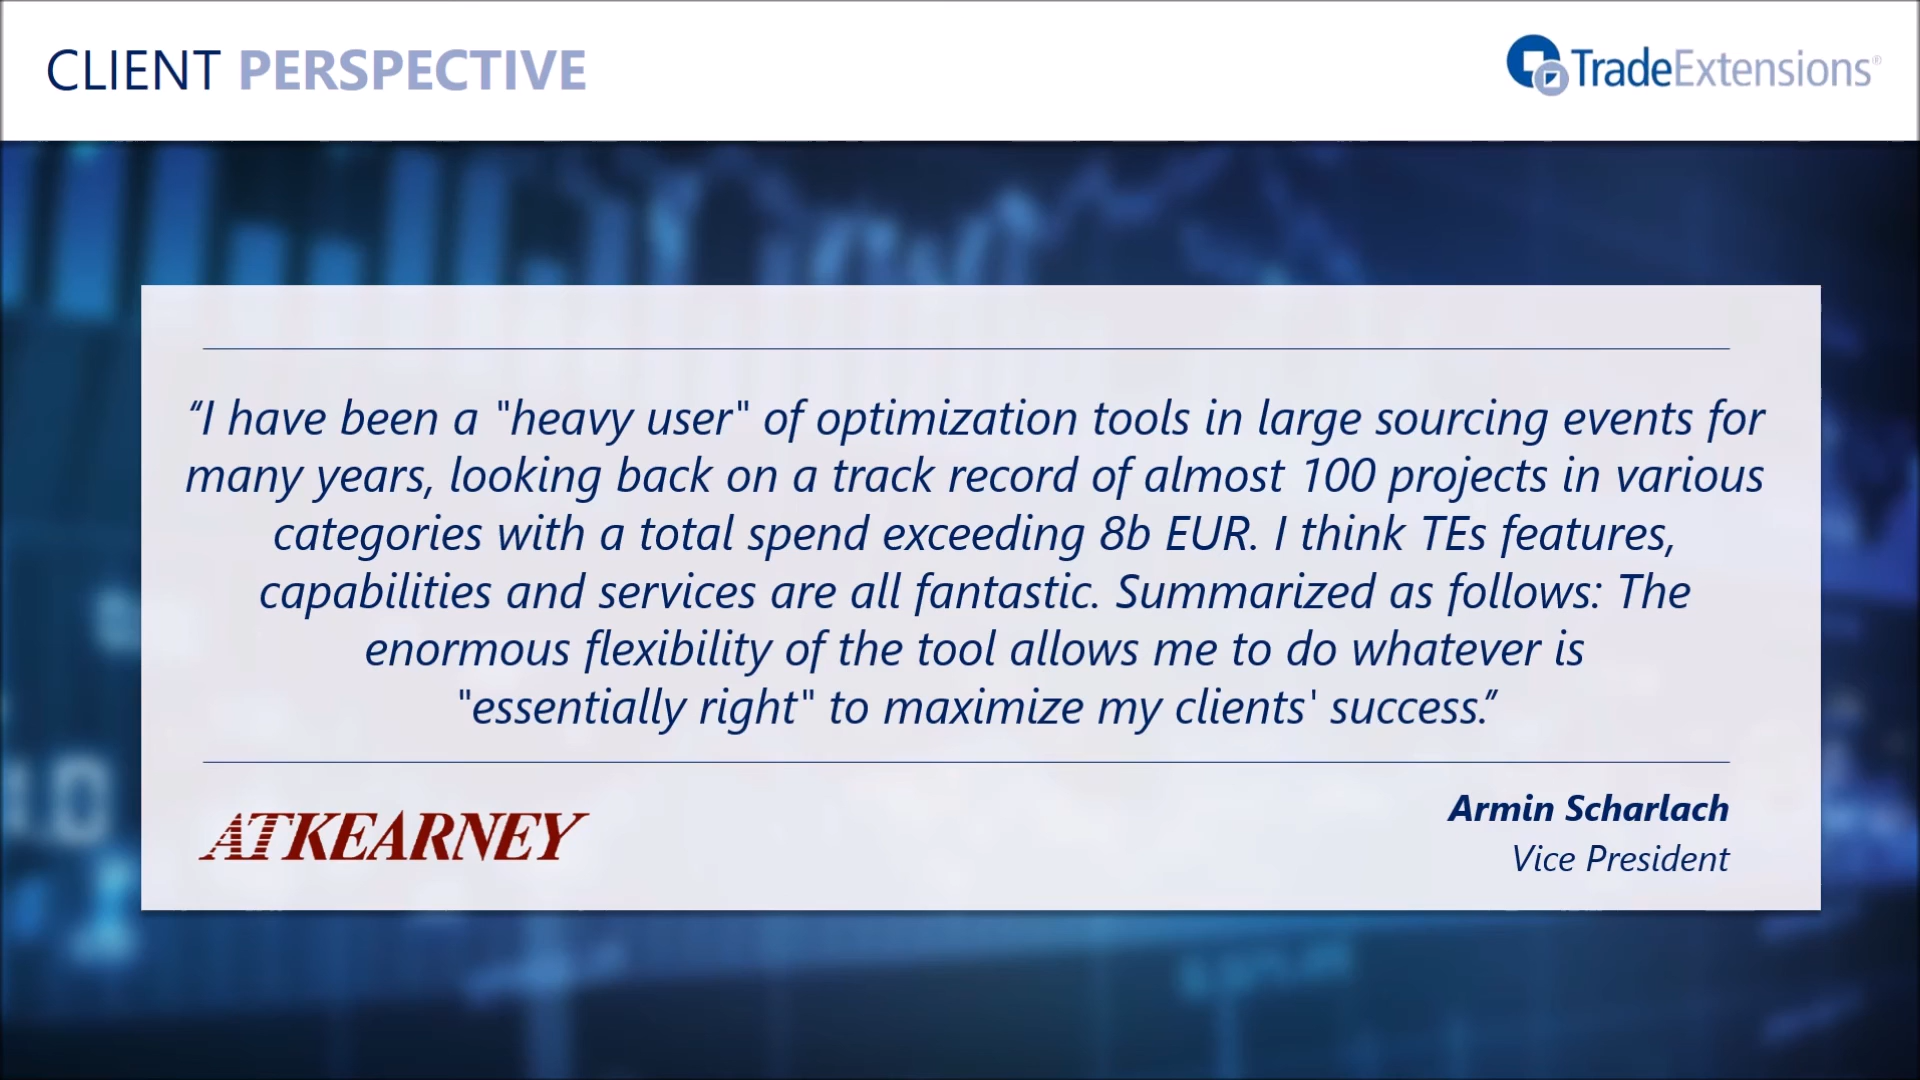 CLIENT PERSPECTIVE
TradeExtensions®
“I have been a "heavy user" of optimization tools in large sourcing events for
many years, looking back on a track record of almost 100 projects in various
categories with a total spend exceeding 8b EUR. I think TEs features,
capabilities and services are all fantastic. Summarized as follows: The
enormous flexibility of the tool allows me to do whatever is
"essentially right" to maximize my clients' success.”
ATKEARNEY
Armin Scharlach
Vice President